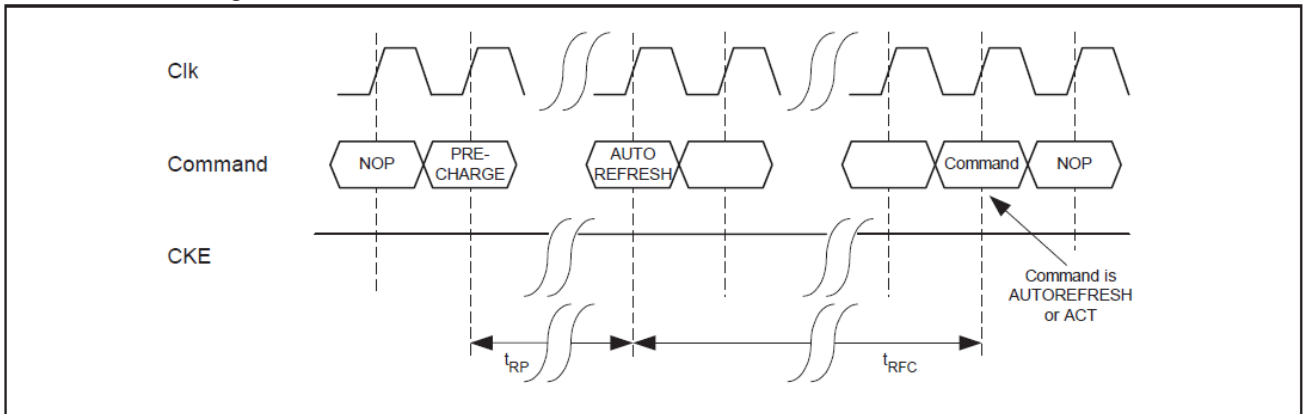 Clk
Command
NOP
PRE-
CHARGE
AUTO
REFRESH
Command
NOP
CKE
Command is
AUTOREFRESH
or ACT
tRP
tRFC